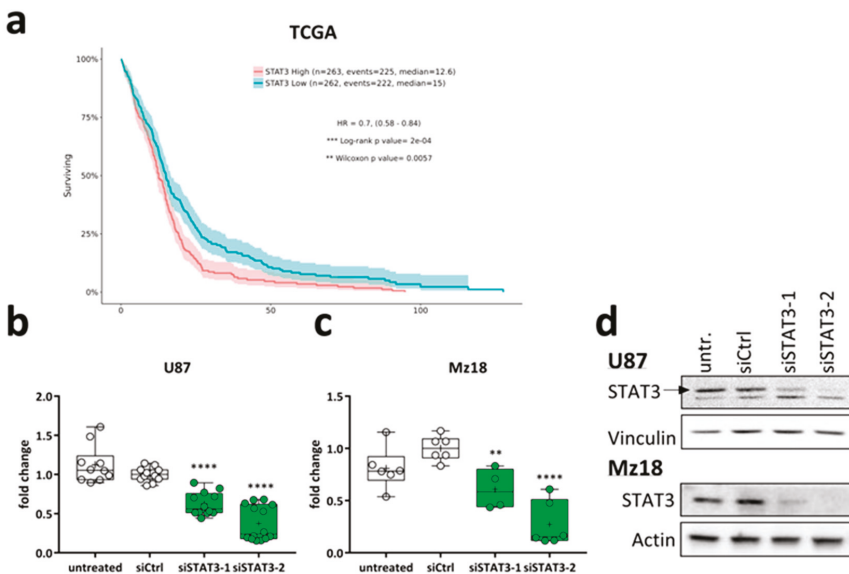 a
TCGA
STAT3 High (n=263, events=225, median=12.6)
STAT3 Low (n=262, events=222, median=15)
HR = 0.7, (0.58 - 0.84)
*** Log-rank p value= 2e-04
** Wilcoxon p value= 0.0057
Surviving
100%
75%
50%
25%
0%
0 50 100
b
U87
fold change
2.0
1.5
1.0
0.5
0.0
**** ****
untreated siCtrl siSTAT3-1 siSTAT3-2
c
Mz18
fold change
1.5
1.0
0.5
0.0
** ****
untreated siCtrl siSTAT3-1 siSTAT3-2
d
untr. siCtrl siSTAT3-1 siSTAT3-2
U87
STAT3
Vinculin
Mz18
STAT3
Actin